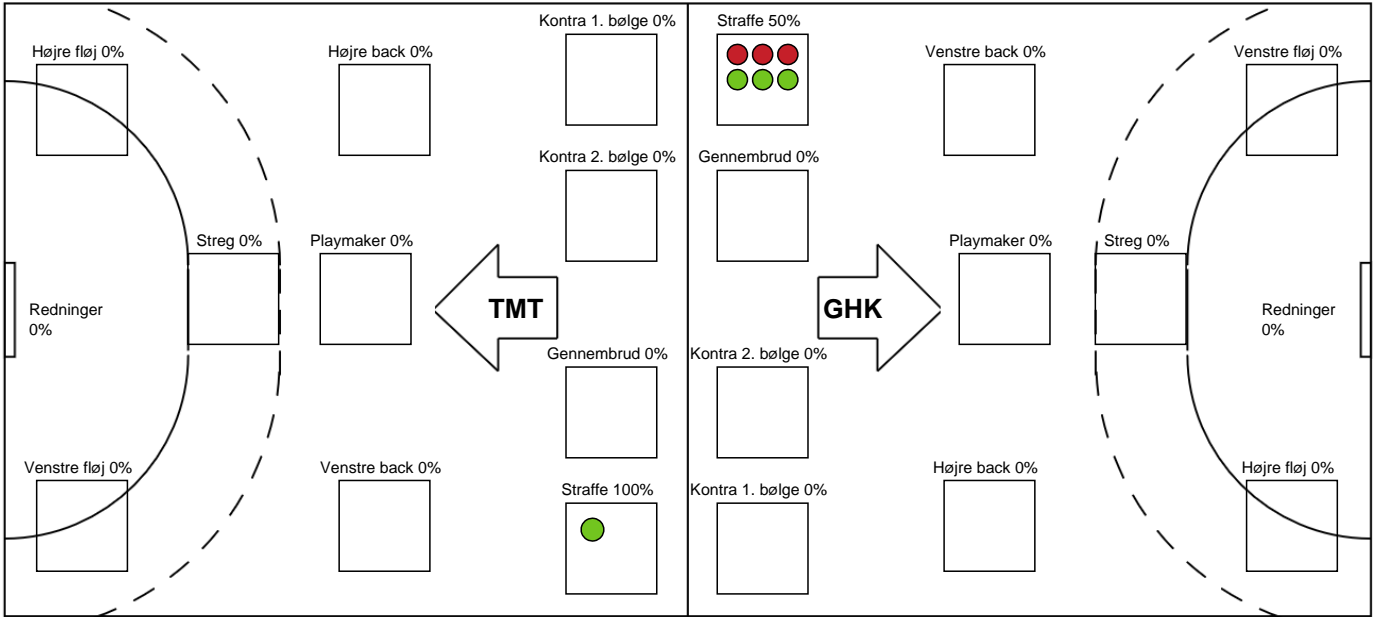 Kontra 1. bølge 0%
Straffe 50%
Højre fløj 0%
Højre back 0%
Venstre back 0%
Venstre fløj 0%
Kontra 2. bølge 0%
Gennembrud 0%
Streg 0%
Playmaker 0%
Playmaker 0%
Streg 0%
Redninger
0%
TMT
GHK
Redninger
0%
Gennembrud 0%
Kontra 2. bølge 0%
Venstre fløj 0%
Venstre back 0%
Højre back 0%
Højre fløj 0%
Straffe 100%
Kontra 1. bølge 0%